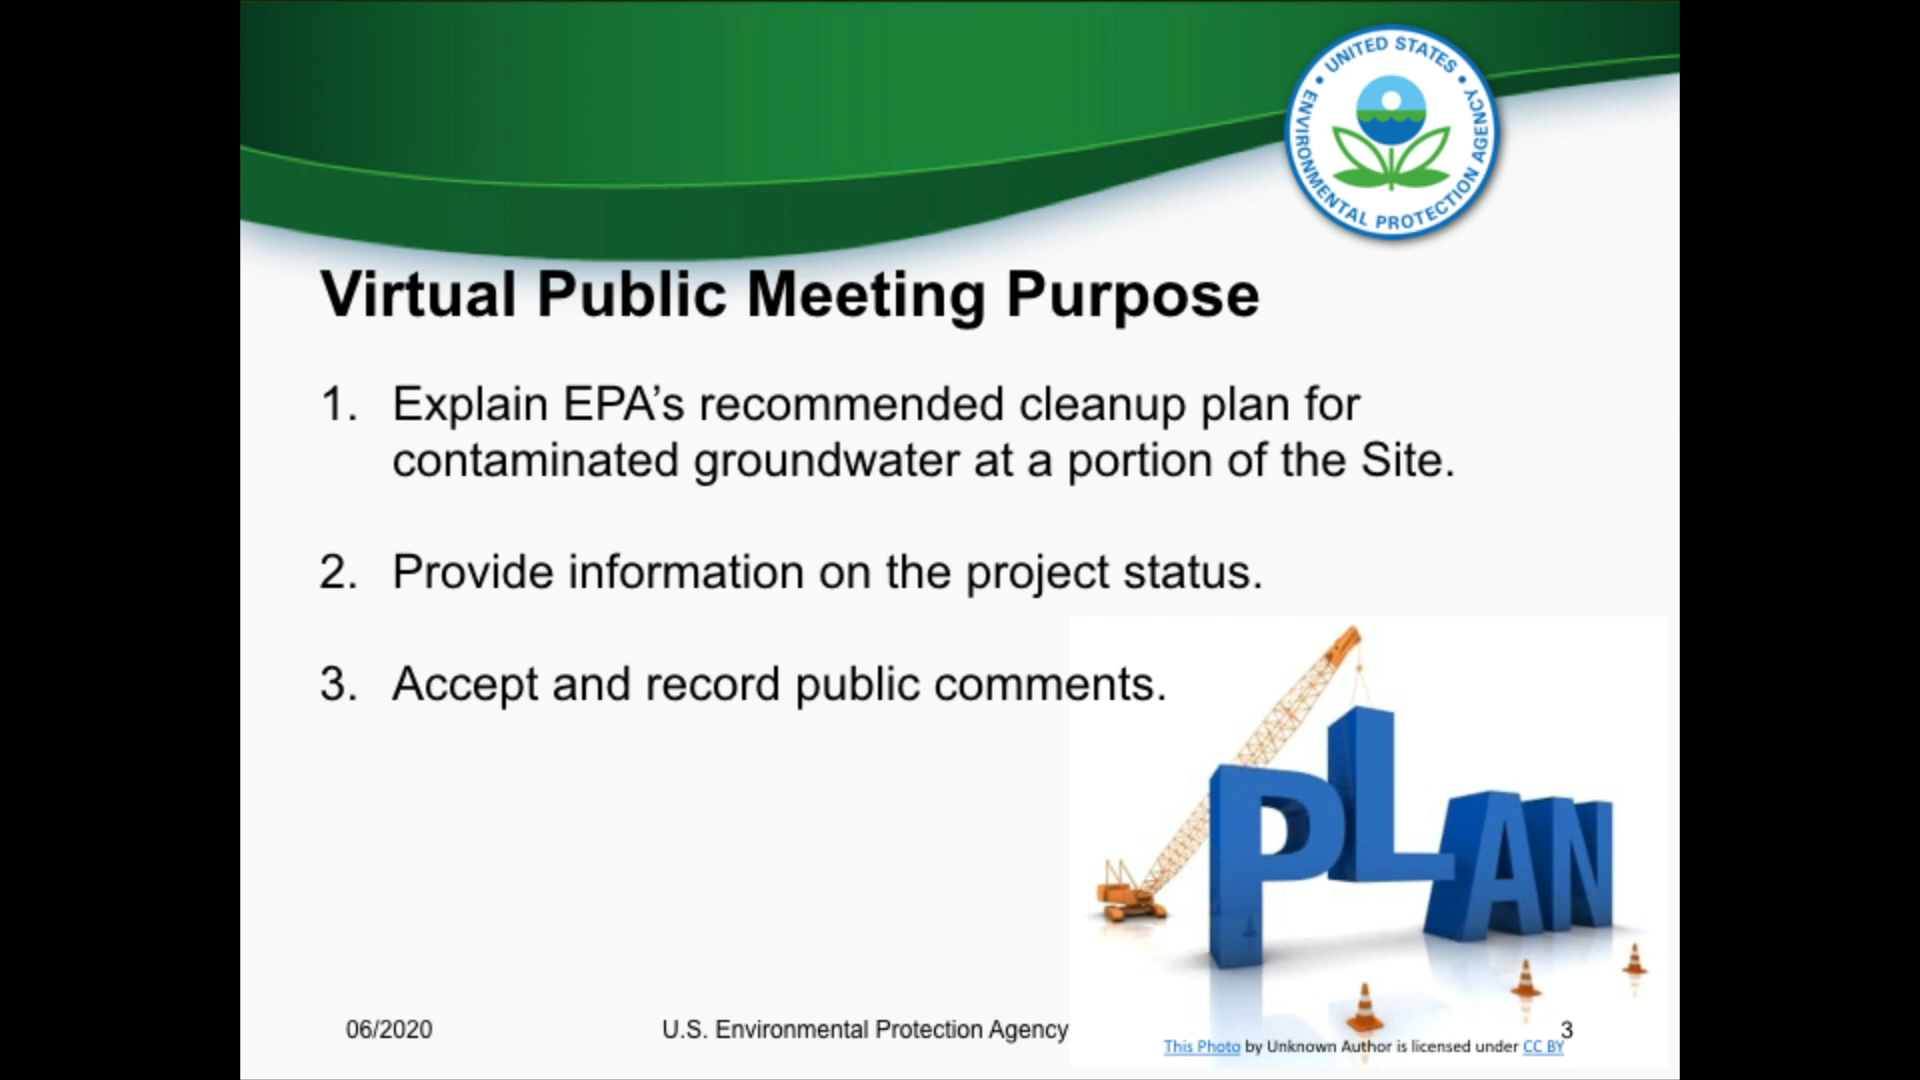 UNITED STATES
ENVIRONMENTAL PROTECTION AGENCY
Virtual Public Meeting Purpose
1. Explain EPA’s recommended cleanup plan for
contaminated groundwater at a portion of the Site.
2. Provide information on the project status.
3. Accept and record public comments.
PLAN
06/2020
U.S. Environmental Protection Agency
3
This Photo by Unknown Author is licensed under CC BY